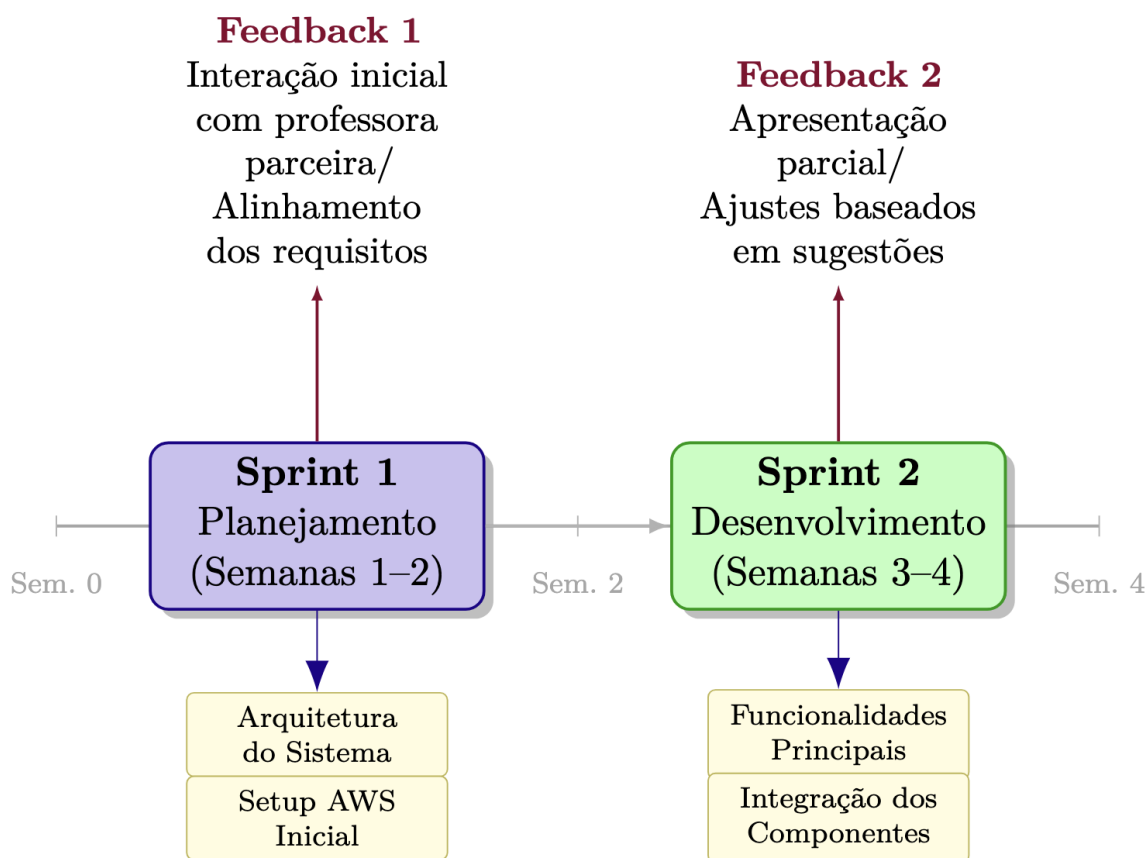 Feedback 1
Interação inicial
com professora
parceira/
Alinhamento
dos requisitos
Feedback 2
Apresentação
parcial/
Ajustes baseados
em sugestões
Sprint 1
Planejamento
(Semanas 1–2)
Sprint 2
Desenvolvimento
(Semanas 3–4)
Sem. 0
Sem. 2
Sem. 4
Arquitetura
do Sistema
Setup AWS
Inicial
Funcionalidades
Principais
Integração dos
Componentes